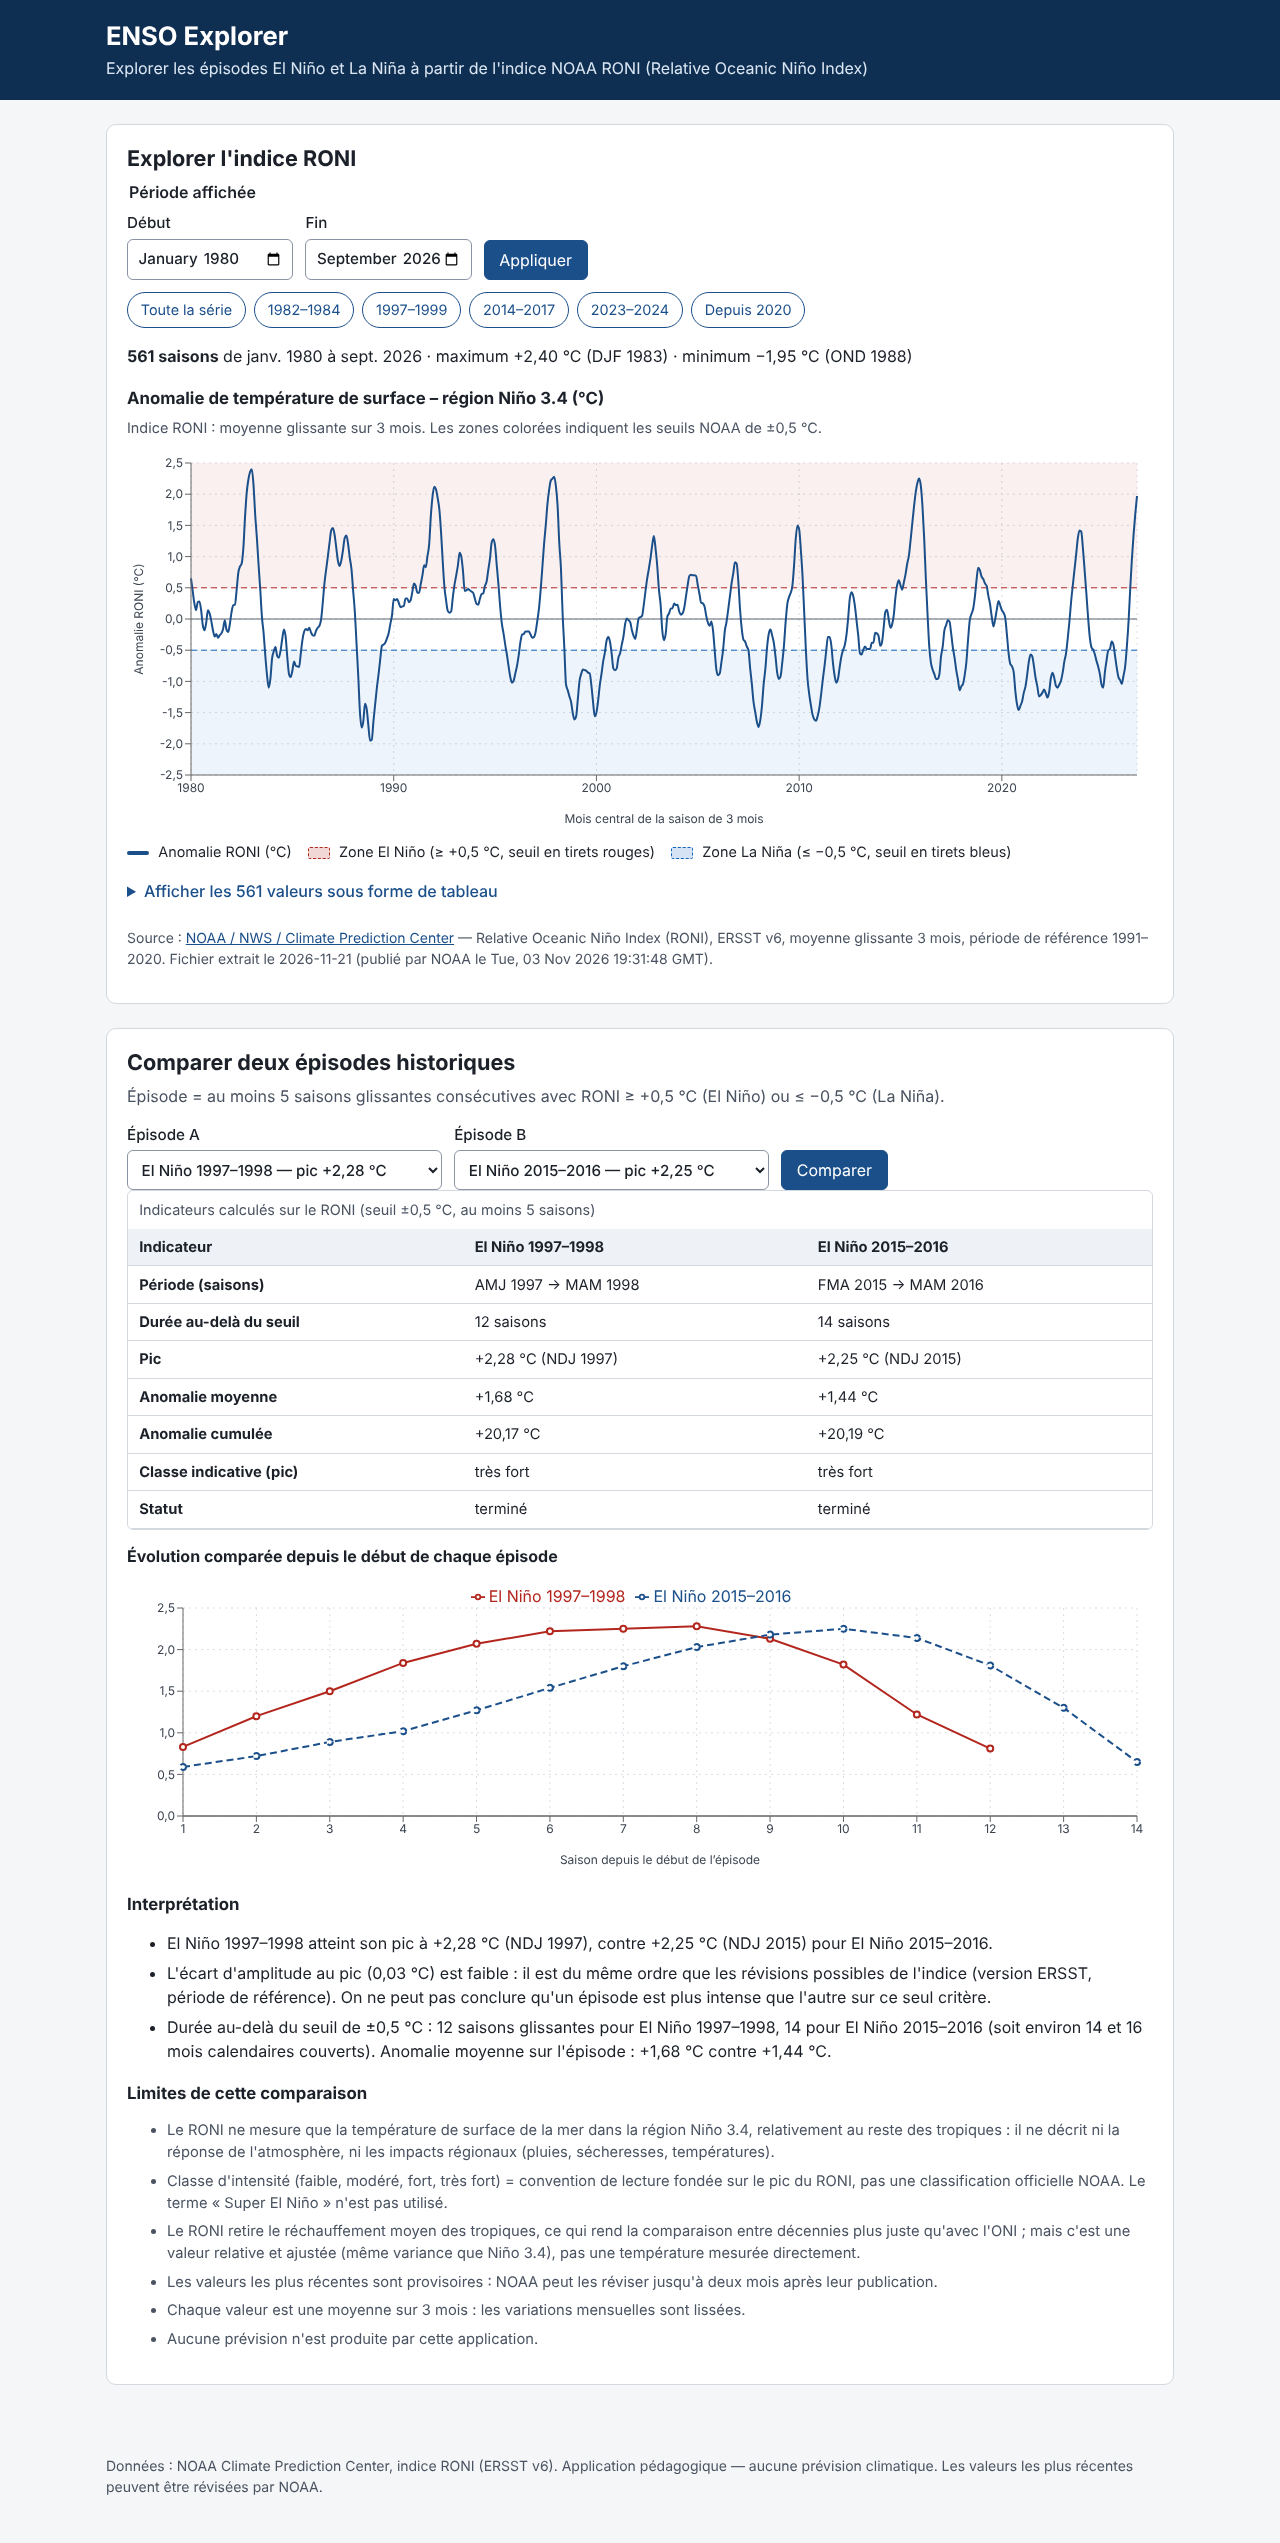 ENSO Explorer
Explorer les épisodes El Niño et La Niña à partir de l'indice NOAA RONI (Relative Oceanic Niño Index)
Explorer l'indice RONI
Période affichée
Début Fin
January 1980 September 2026 Appliquer
Toute la série 1982–1984 1997–1999 2014–2017 2023–2024 Depuis 2020
561 saisons de janv. 1980 à sept. 2026 · maximum +2,40 °C (DJF 1983) · minimum −1,95 °C (OND 1988)
Anomalie de température de surface – région Niño 3.4 (°C)
Indice RONI : moyenne glissante sur 3 mois. Les zones colorées indiquent les seuils NOAA de ±0,5 °C.
2,5
2,0
1,5
1,0
0,5
0,0
-0,5
-1,0
-1,5
-2,0
-2,5
Anomalie RONI (°C)
1980 1990 2000 2010 2020
Mois central de la saison de 3 mois
Anomalie RONI (°C) Zone El Niño (≥ +0,5 °C, seuil en tirets rouges) Zone La Niña (≤ −0,5 °C, seuil en tirets bleus)
Afficher les 561 valeurs sous forme de tableau
Source : NOAA / NWS / Climate Prediction Center — Relative Oceanic Niño Index (RONI), ERSST v6, moyenne glissante 3 mois, période de référence 1991–
2020. Fichier extrait le 2026-11-21 (publié par NOAA le Tue, 03 Nov 2026 19:31:48 GMT).
Comparer deux épisodes historiques
Épisode = au moins 5 saisons glissantes consécutives avec RONI ≥ +0,5 °C (El Niño) ou ≤ −0,5 °C (La Niña).
Épisode A Épisode B
El Niño 1997–1998 — pic +2,28 °C El Niño 2015–2016 — pic +2,25 °C Comparer
Indicateurs calculés sur le RONI (seuil ±0,5 °C, au moins 5 saisons)
Indicateur El Niño 1997–1998 El Niño 2015–2016
Période (saisons) AMJ 1997 → MAM 1998 FMA 2015 → MAM 2016
Durée au-delà du seuil 12 saisons 14 saisons
Pic +2,28 °C (NDJ 1997) +2,25 °C (NDJ 2015)
Anomalie moyenne +1,68 °C +1,44 °C
Anomalie cumulée +20,17 °C +20,19 °C
Classe indicative (pic) très fort très fort
Statut terminé terminé
Évolution comparée depuis le début de chaque épisode
El Niño 1997–1998 El Niño 2015–2016
2,5
2,0
1,5
1,0
0,5
0,0
1 2 3 4 5 6 7 8 9 10 11 12 13 14
Saison depuis le début de l'épisode
Interprétation
El Niño 1997–1998 atteint son pic à +2,28 °C (NDJ 1997), contre +2,25 °C (NDJ 2015) pour El Niño 2015–2016.
L'écart d'amplitude au pic (0,03 °C) est faible : il est du même ordre que les révisions possibles de l'indice (version ERSST,
période de référence). On ne peut pas conclure qu'un épisode est plus intense que l'autre sur ce seul critère.
Durée au-delà du seuil de ±0,5 °C : 12 saisons glissantes pour El Niño 1997–1998, 14 pour El Niño 2015–2016 (soit environ 14 et 16
mois calendaires couverts). Anomalie moyenne sur l'épisode : +1,68 °C contre +1,44 °C.
Limites de cette comparaison
Le RONI ne mesure que la température de surface de la mer dans la région Niño 3.4, relativement au reste des tropiques : il ne décrit ni la
réponse de l'atmosphère, ni les impacts régionaux (pluies, sécheresses, températures).
Classe d'intensité (faible, modéré, fort, très fort) = convention de lecture fondée sur le pic du RONI, pas une classification officielle NOAA. Le
terme « Super El Niño » n'est pas utilisé.
Le RONI retire le réchauffement moyen des tropiques, ce qui rend la comparaison entre décennies plus juste qu'avec l'ONI ; mais c'est une
valeur relative et ajustée (même variance que Niño 3.4), pas une température mesurée directement.
Les valeurs les plus récentes sont provisoires : NOAA peut les réviser jusqu'à deux mois après leur publication.
Chaque valeur est une moyenne sur 3 mois : les variations mensuelles sont lissées.
Aucune prévision n'est produite par cette application.
Données : NOAA Climate Prediction Center, indice RONI (ERSST v6). Application pédagogique — aucune prévision climatique. Les valeurs les plus récentes
peuvent être révisées par NOAA.